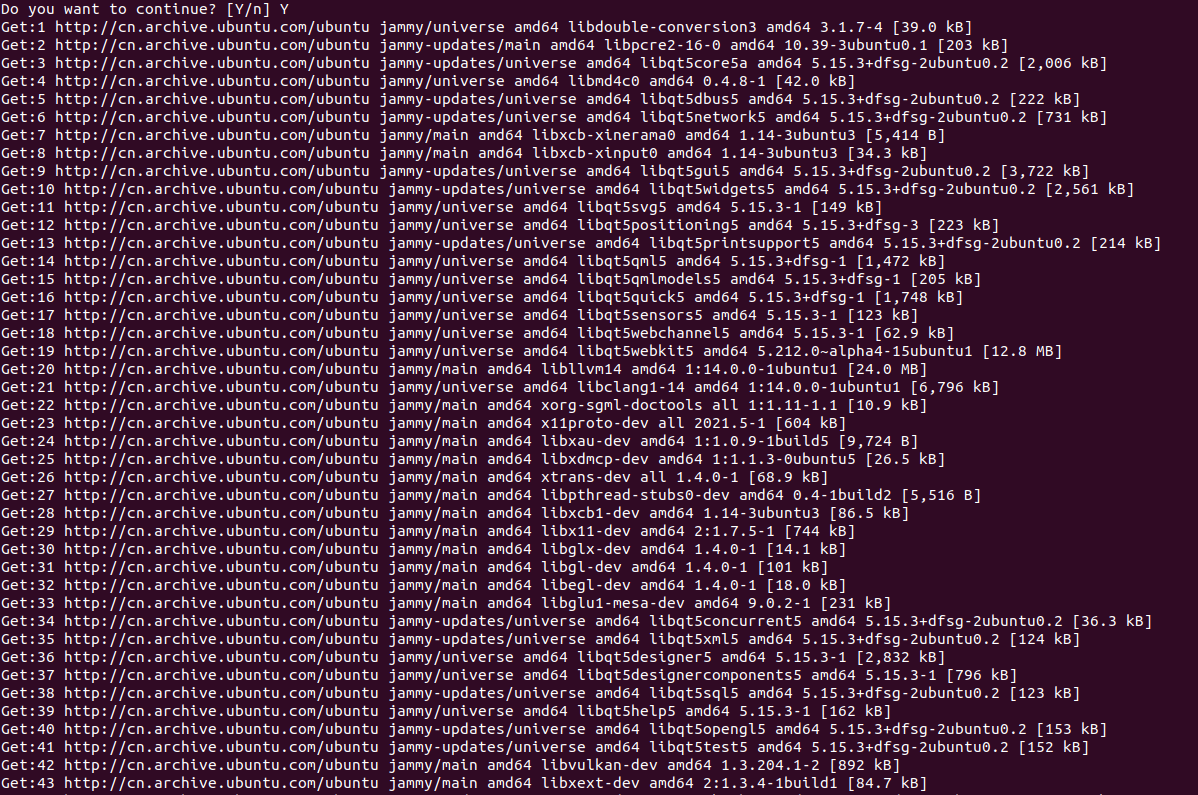 Do you want to continue? [Y/n] Y
Get:1 http://cn.archive.ubuntu.com/ubuntu jammy/universe amd64 libdouble-conversion3 amd64 3.1.7-4 [39.0 kB]
Get:2 http://cn.archive.ubuntu.com/ubuntu jammy-updates/main amd64 libpcre2-16-0 amd64 10.39-3ubuntu0.1 [203 kB]
Get:3 http://cn.archive.ubuntu.com/ubuntu jammy-updates/universe amd64 libqt5core5a amd64 5.15.3+dfsg-2ubuntu0.2 [2,006 kB]
Get:4 http://cn.archive.ubuntu.com/ubuntu jammy/universe amd64 libmd4c0 amd64 0.4.8-1 [42.0 kB]
Get:5 http://cn.archive.ubuntu.com/ubuntu jammy-updates/universe amd64 libqt5dbus5 amd64 5.15.3+dfsg-2ubuntu0.2 [222 kB]
Get:6 http://cn.archive.ubuntu.com/ubuntu jammy-updates/universe amd64 libqt5network5 amd64 5.15.3+dfsg-2ubuntu0.2 [731 kB]
Get:7 http://cn.archive.ubuntu.com/ubuntu jammy/main amd64 libxcb-xinerama0 amd64 1.14-3ubuntu3 [5,414 B]
Get:8 http://cn.archive.ubuntu.com/ubuntu jammy/main amd64 libxcb-xinput0 amd64 1.14-3ubuntu3 [34.3 kB]
Get:9 http://cn.archive.ubuntu.com/ubuntu jammy-updates/universe amd64 libqt5gui5 amd64 5.15.3+dfsg-2ubuntu0.2 [3,722 kB]
Get:10 http://cn.archive.ubuntu.com/ubuntu jammy-updates/universe amd64 libqt5widgets5 amd64 5.15.3+dfsg-2ubuntu0.2 [2,561 kB]
Get:11 http://cn.archive.ubuntu.com/ubuntu jammy/universe amd64 libqt5svg5 amd64 5.15.3-1 [149 kB]
Get:12 http://cn.archive.ubuntu.com/ubuntu jammy/universe amd64 libqt5positioning5 amd64 5.15.3+dfsg-3 [223 kB]
Get:13 http://cn.archive.ubuntu.com/ubuntu jammy-updates/universe amd64 libqt5printsupport5 amd64 5.15.3+dfsg-2ubuntu0.2 [214 kB]
Get:14 http://cn.archive.ubuntu.com/ubuntu jammy/universe amd64 libqt5qml5 amd64 5.15.3+dfsg-1 [1,472 kB]
Get:15 http://cn.archive.ubuntu.com/ubuntu jammy/universe amd64 libqt5qmlmodels5 amd64 5.15.3+dfsg-1 [205 kB]
Get:16 http://cn.archive.ubuntu.com/ubuntu jammy/universe amd64 libqt5quick5 amd64 5.15.3+dfsg-1 [1,748 kB]
Get:17 http://cn.archive.ubuntu.com/ubuntu jammy/universe amd64 libqt5sensors5 amd64 5.15.3-1 [123 kB]
Get:18 http://cn.archive.ubuntu.com/ubuntu jammy/universe amd64 libqt5webchannel5 amd64 5.15.3-1 [62.9 kB]
Get:19 http://cn.archive.ubuntu.com/ubuntu jammy/universe amd64 libqt5webkit5 amd64 5.212.0~alpha4-15ubuntu1 [12.8 MB]
Get:20 http://cn.archive.ubuntu.com/ubuntu jammy/main amd64 libllvm14 amd64 1:14.0.0-1ubuntu1 [24.0 MB]
Get:21 http://cn.archive.ubuntu.com/ubuntu jammy/universe amd64 libclang1-14 amd64 1:14.0.0-1ubuntu1 [6,796 kB]
Get:22 http://cn.archive.ubuntu.com/ubuntu jammy/main amd64 xorg-sgml-doctools all 1:1.11-1.1 [10.9 kB]
Get:23 http://cn.archive.ubuntu.com/ubuntu jammy/main amd64 x11proto-dev all 2021.5-1 [604 kB]
Get:24 http://cn.archive.ubuntu.com/ubuntu jammy/main amd64 libxau-dev amd64 1:1.0.9-1build5 [9,724 B]
Get:25 http://cn.archive.ubuntu.com/ubuntu jammy/main amd64 libxdmcp-dev amd64 1:1.1.3-0ubuntu5 [26.5 kB]
Get:26 http://cn.archive.ubuntu.com/ubuntu jammy/main amd64 xtrans-dev all 1.4.0-1 [68.9 kB]
Get:27 http://cn.archive.ubuntu.com/ubuntu jammy/main amd64 libpthread-stubs0-dev amd64 0.4-1build2 [5,516 B]
Get:28 http://cn.archive.ubuntu.com/ubuntu jammy/main amd64 libxcb1-dev amd64 1.14-3ubuntu3 [86.5 kB]
Get:29 http://cn.archive.ubuntu.com/ubuntu jammy/main amd64 libx11-dev amd64 2:1.7.5-1 [744 kB]
Get:30 http://cn.archive.ubuntu.com/ubuntu jammy/main amd64 libglx-dev amd64 1.4.0-1 [14.1 kB]
Get:31 http://cn.archive.ubuntu.com/ubuntu jammy/main amd64 libgl-dev amd64 1.4.0-1 [101 kB]
Get:32 http://cn.archive.ubuntu.com/ubuntu jammy/main amd64 libegl-dev amd64 1.4.0-1 [18.0 kB]
Get:33 http://cn.archive.ubuntu.com/ubuntu jammy/main amd64 libglu1-mesa-dev amd64 9.0.2-1 [231 kB]
Get:34 http://cn.archive.ubuntu.com/ubuntu jammy-updates/universe amd64 libqt5concurrent5 amd64 5.15.3+dfsg-2ubuntu0.2 [36.3 kB]
Get:35 http://cn.archive.ubuntu.com/ubuntu jammy-updates/universe amd64 libqt5xml5 amd64 5.15.3+dfsg-2ubuntu0.2 [124 kB]
Get:36 http://cn.archive.ubuntu.com/ubuntu jammy/universe amd64 libqt5designer5 amd64 5.15.3-1 [2,832 kB]
Get:37 http://cn.archive.ubuntu.com/ubuntu jammy/universe amd64 libqt5designercomponents5 amd64 5.15.3-1 [796 kB]
Get:38 http://cn.archive.ubuntu.com/ubuntu jammy-updates/universe amd64 libqt5sql5 amd64 5.15.3+dfsg-2ubuntu0.2 [123 kB]
Get:39 http://cn.archive.ubuntu.com/ubuntu jammy/universe amd64 libqt5help5 amd64 5.15.3-1 [162 kB]
Get:40 http://cn.archive.ubuntu.com/ubuntu jammy-updates/universe amd64 libqt5opengl5 amd64 5.15.3+dfsg-2ubuntu0.2 [153 kB]
Get:41 http://cn.archive.ubuntu.com/ubuntu jammy-updates/universe amd64 libqt5test5 amd64 5.15.3+dfsg-2ubuntu0.2 [152 kB]
Get:42 http://cn.archive.ubuntu.com/ubuntu jammy/main amd64 libvulkan-dev amd64 1.3.204.1-2 [892 kB]
Get:43 http://cn.archive.ubuntu.com/ubuntu jammy/main amd64 libxext-dev amd64 2:1.3.4-1build1 [84.7 kB]